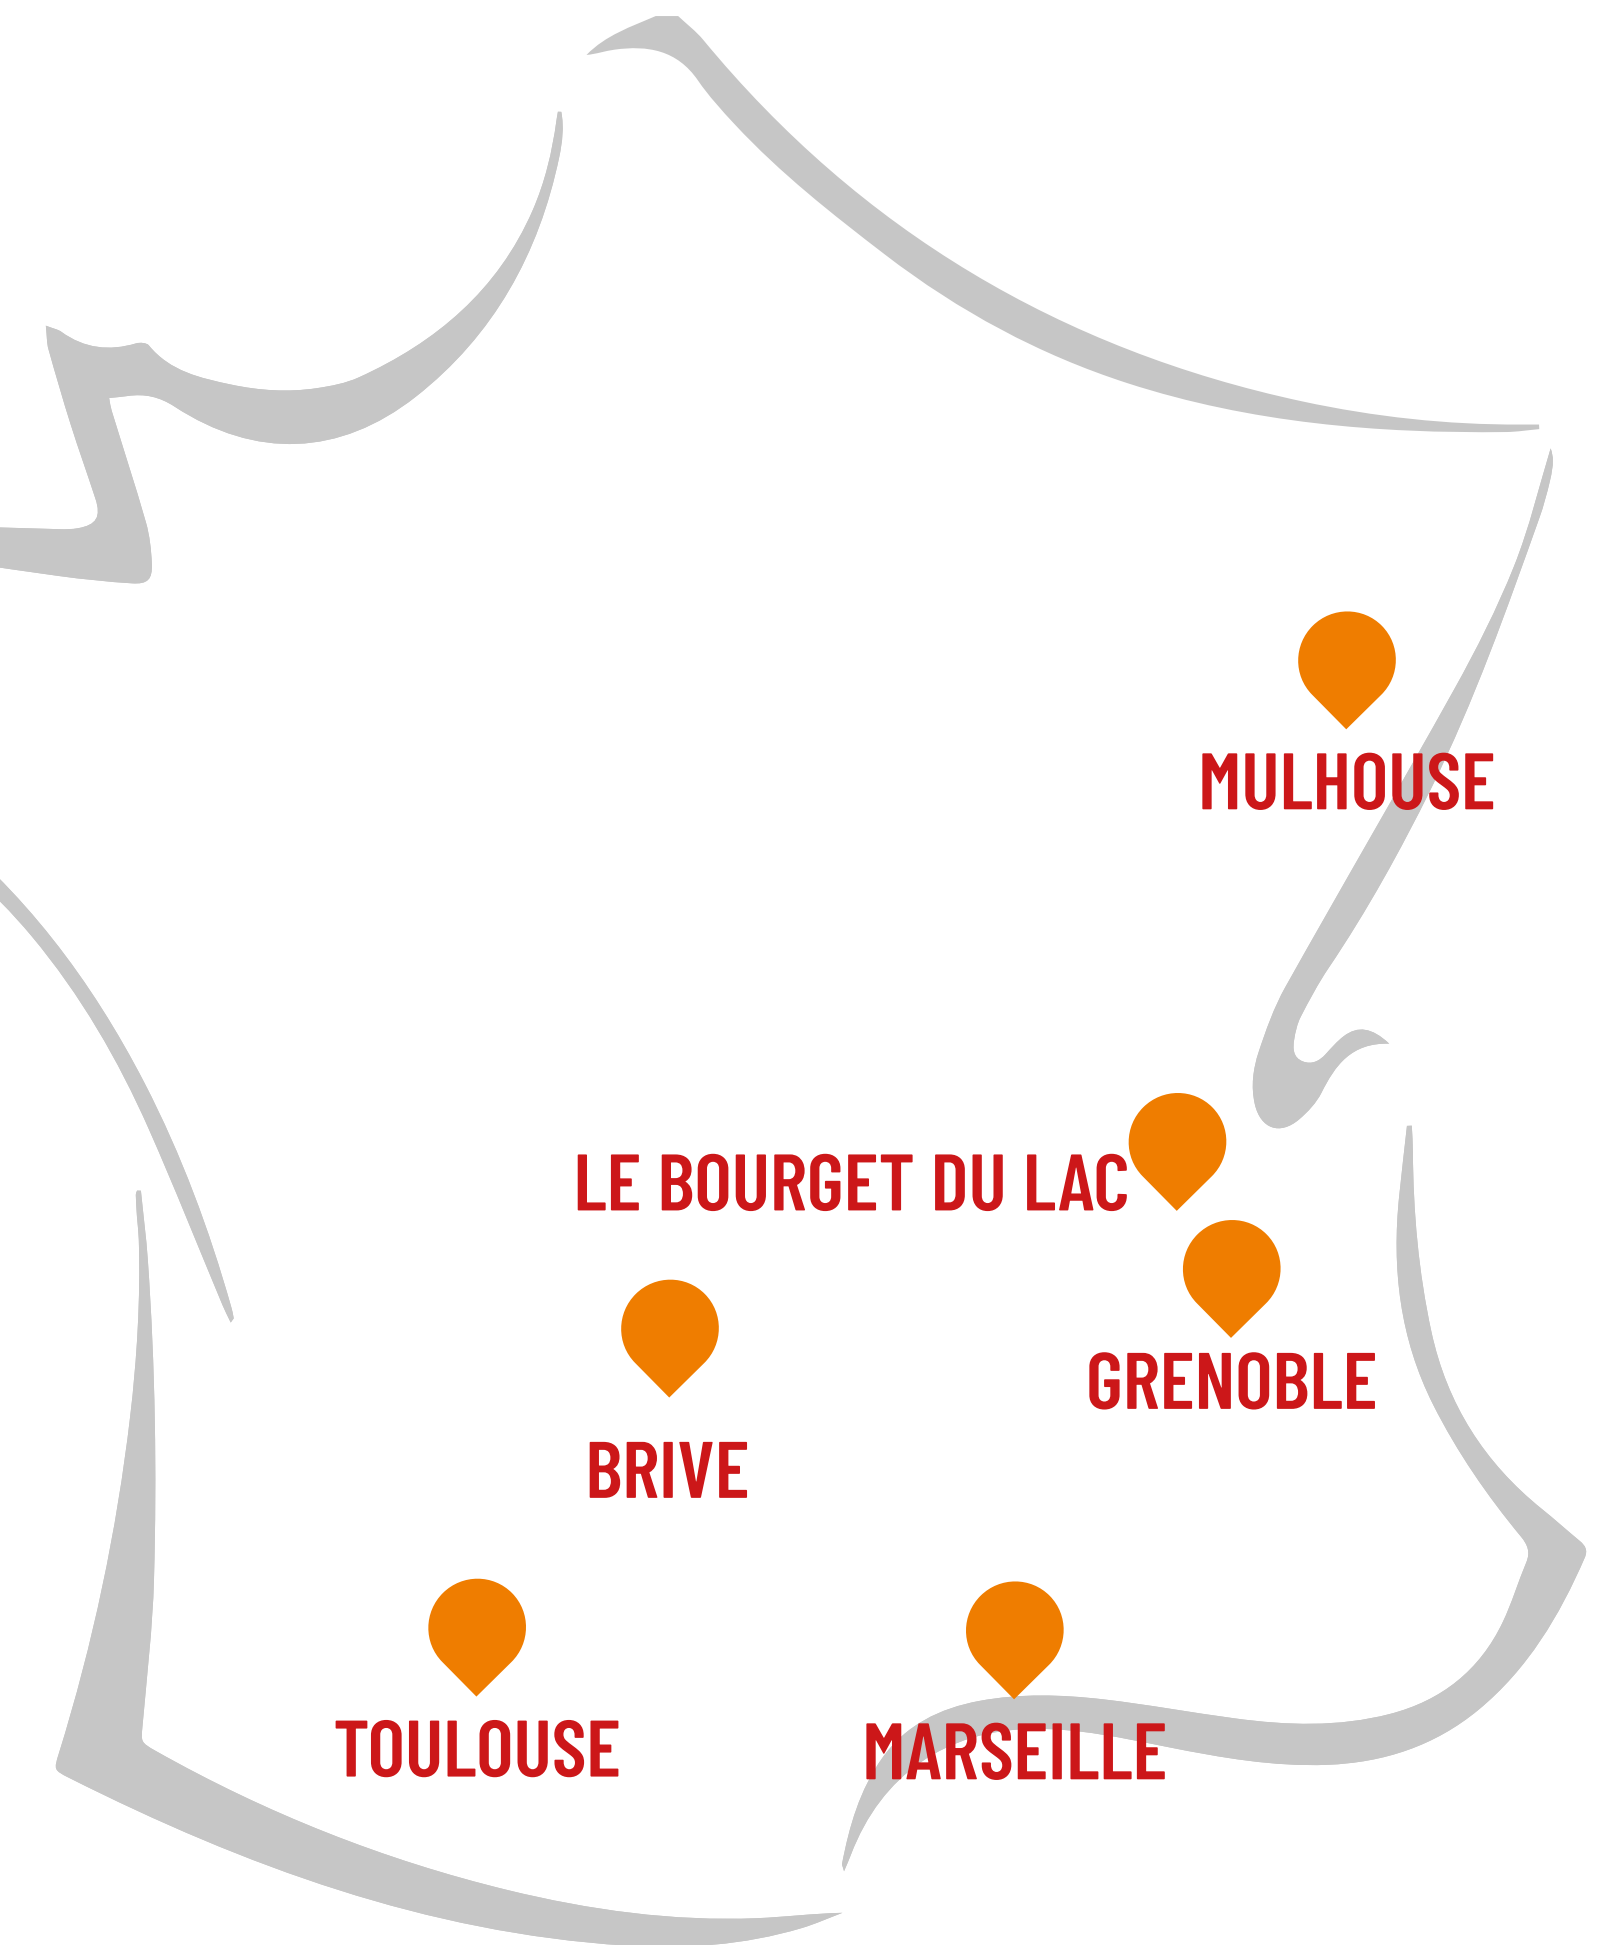 MULHOUSE
LE BOURGET DU LAC
GRENOBLE
BRIVE
TOULOUSE
MARSEILLE